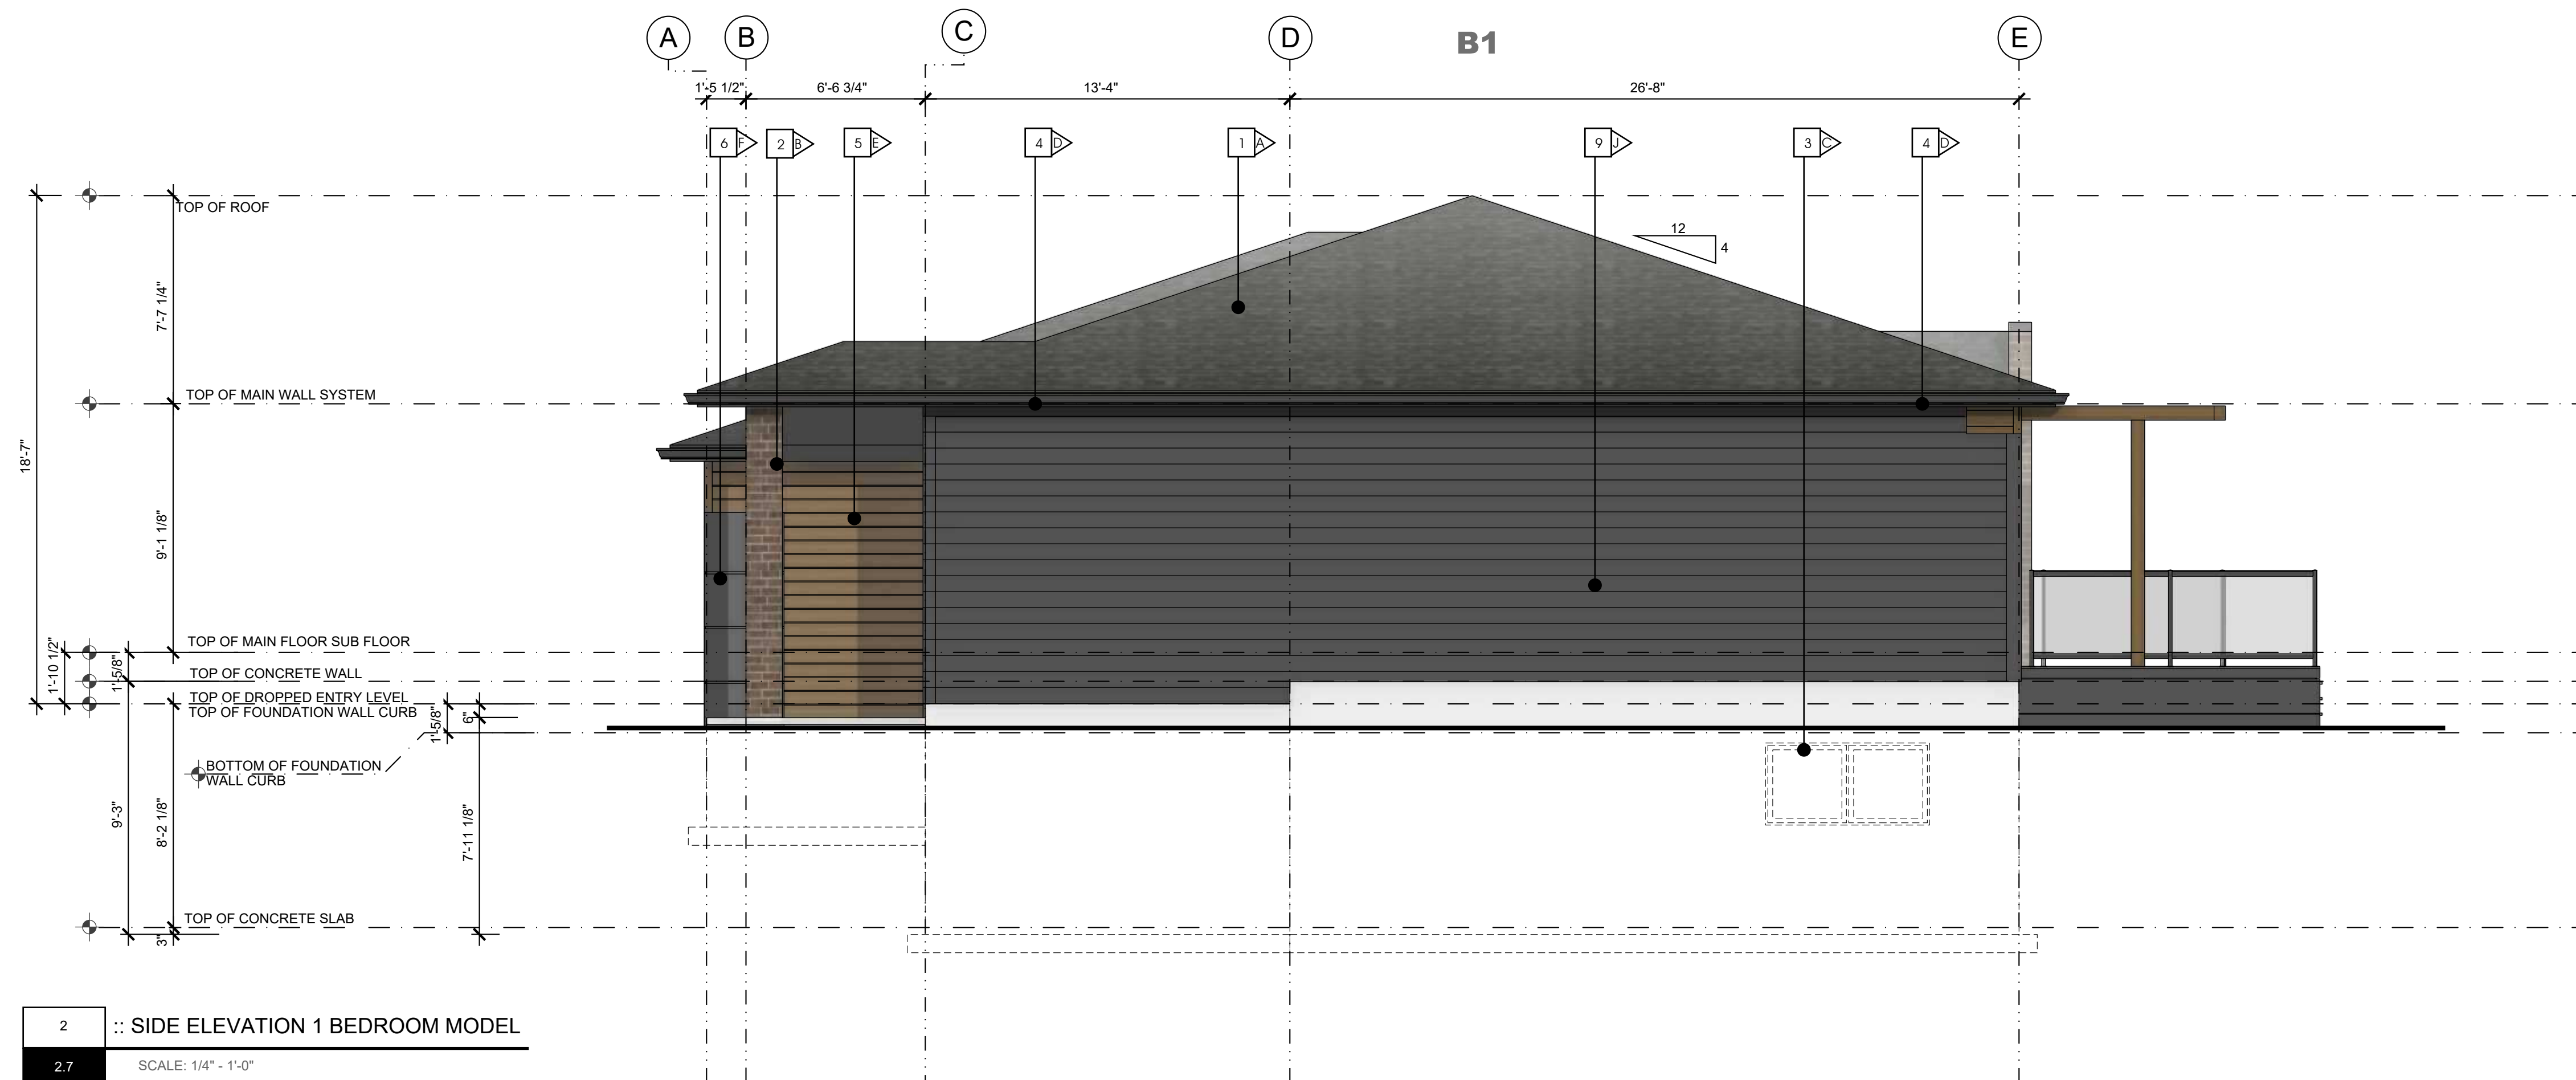 A
B
C
D
B1
E
1'-5 1/2"
6'-6 3/4"
13'-4"
26'-8"
6 F
2 B
5 E
4 D
1 A
9 J
3 C
4 D
TOP OF ROOF
12
4
7'-7 1/4"
18'-7"
TOP OF MAIN WALL SYSTEM
9'-1 1/8"
TOP OF MAIN FLOOR SUB FLOOR
1'-10 1/2"
1'-5/8"
TOP OF CONCRETE WALL
TOP OF DROPPED ENTRY LEVEL
TOP OF FOUNDATION WALL CURB
1'-5/8"
6"
BOTTOM OF FOUNDATION
WALL CURB
9'-3"
8'-2 1/8"
7'-11 1/8"
TOP OF CONCRETE SLAB
3"
2
:: SIDE ELEVATION 1 BEDROOM MODEL
2.7
SCALE: 1/4" - 1'-0"